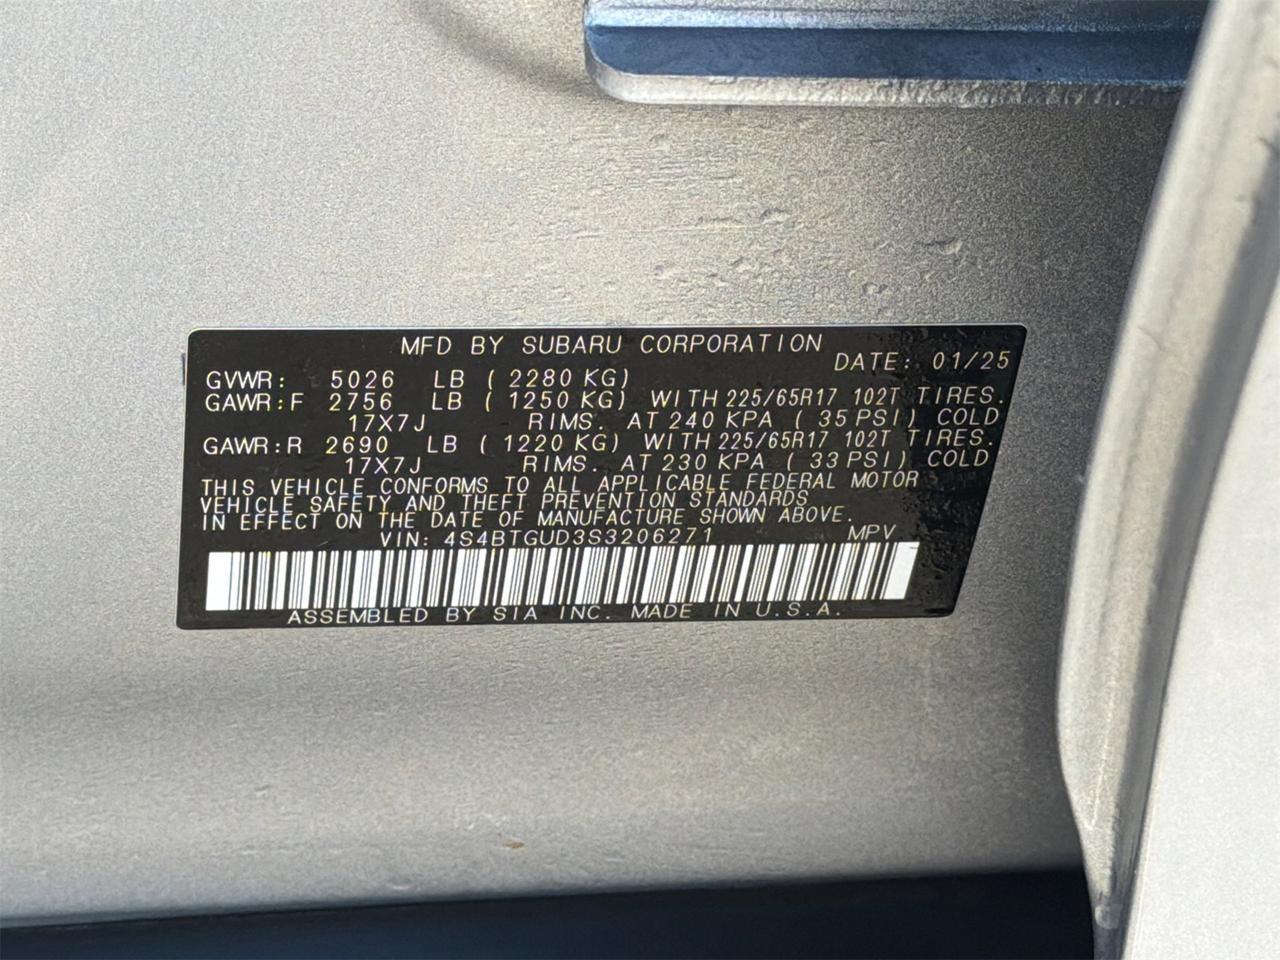 MFD BY SUBARU CORPORATION
DATE: 01/25
GVWR: 5026 LB ( 2280 KG)
GAWR:F 2756 LB ( 1250 KG) WITH 225/65R17 102T TIRES.
17X7J RIMS. AT 240 KPA ( 35 PSI) COLD
GAWR:R 2690 LB ( 1220 KG) WITH 225/65R17 102T TIRES.
17X7J RIMS. AT 230 KPA ( 33 PSI) COLD
THIS VEHICLE CONFORMS TO ALL APPLICABLE FEDERAL MOTOR
VEHICLE SAFETY AND THEFT PREVENTION STANDARDS
IN EFFECT ON THE DATE OF MANUFACTURE SHOWN ABOVE.
VIN: 4S4BTGUD3S3206271 MPV
ASSEMBLED BY SIA INC. MADE IN U.S.A.